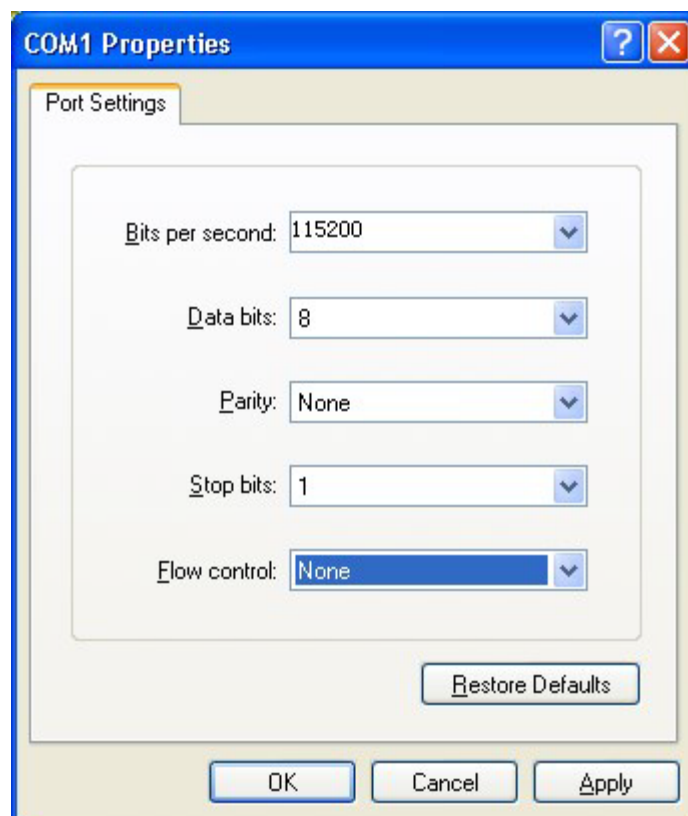 COM1 Properties
Port Settings
Bits per second: 115200
Data bits: 8
Parity: None
Stop bits: 1
Flow control: None
Restore Defaults
OK Cancel Apply